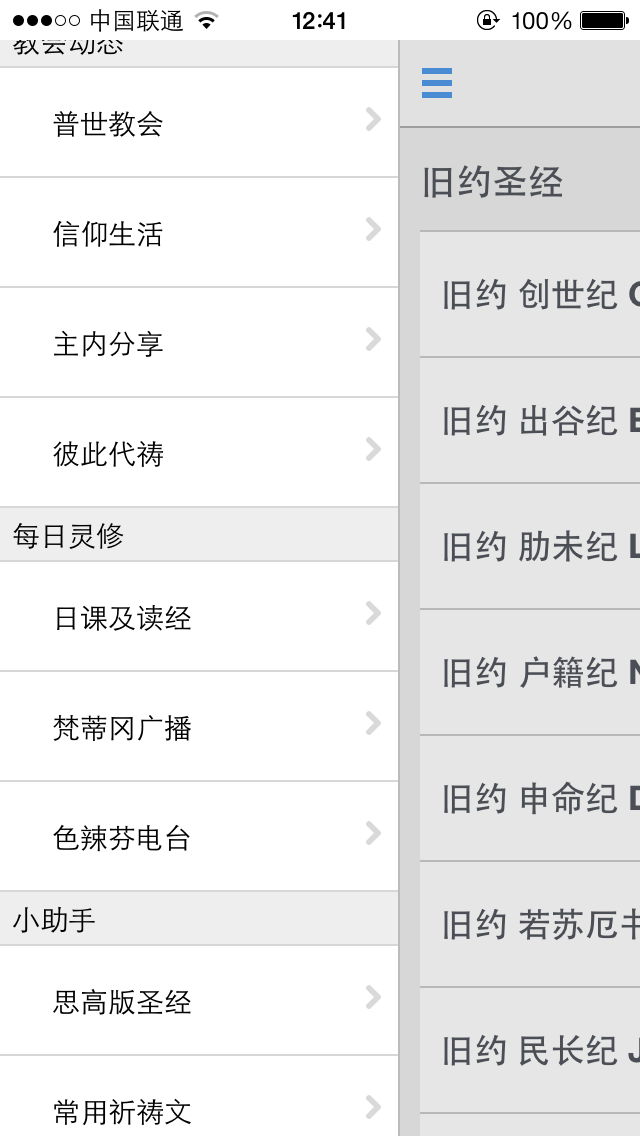 中国联通
12:41
100%
教会动态
普世教会
信仰生活
主内分享
彼此代祷
每日灵修
日课及读经
梵蒂冈广播
色辣芬电台
小助手
思高版圣经
常用祈祷文
旧约圣经
旧约 创世纪
旧约 出谷纪
旧约 肋未纪 L
旧约 户籍纪
旧约 申命纪
旧约 若苏厄书
旧约 民长纪 J